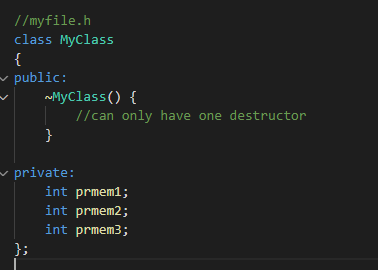 //myfile.h
class MyClass
{
public:
    ~MyClass() {
        //can only have one destructor
    }

private:
    int prmem1;
    int prmem2;
    int prmem3;
};